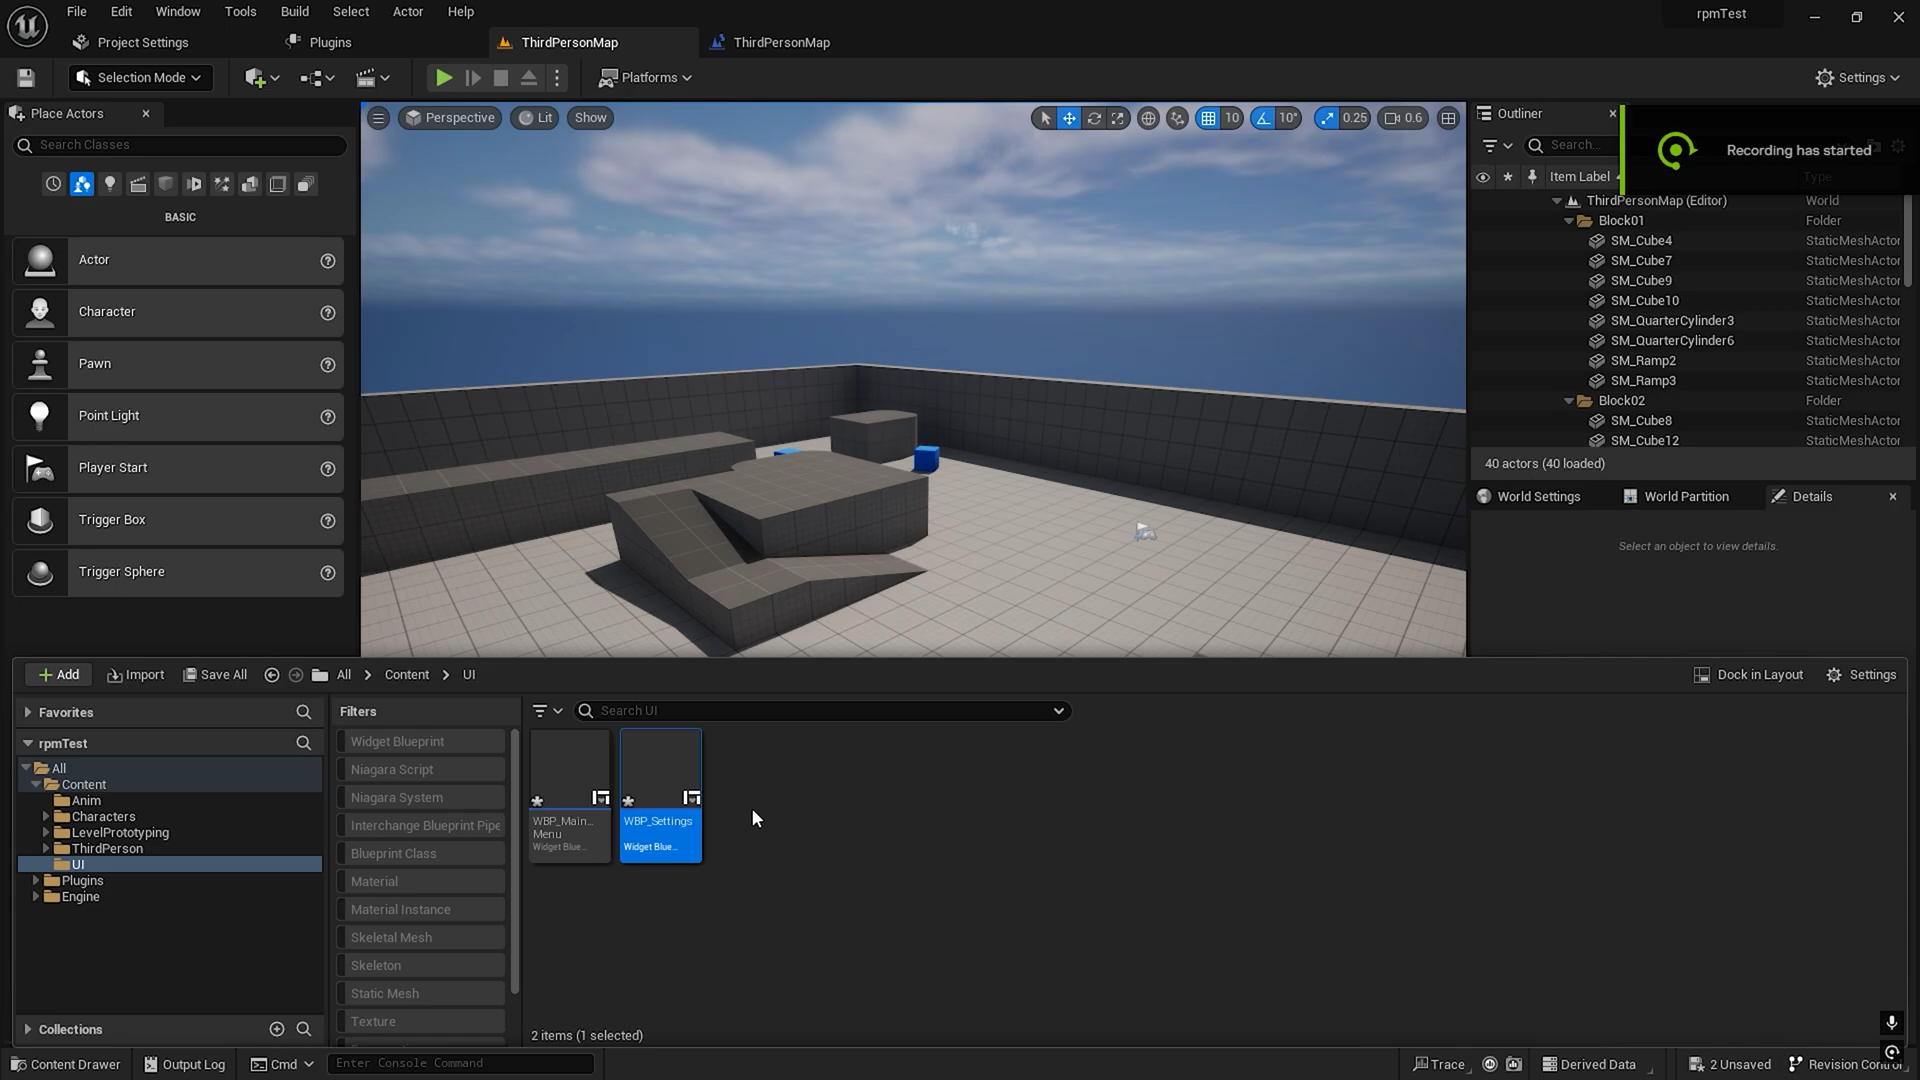 File Edit Window Tools Build Select Actor Help
rpmTest
Project Settings
Plugins
ThirdPersonMap
ThirdPersonMap
Selection Mode
Platforms
Settings
Place Actors
Search Classes
BASIC
Actor
Character
Pawn
Point Light
Player Start
Trigger Box
Trigger Sphere
Perspective
Lit
Show
10
10°
0.25
0.6
Outliner
Search...
Recording has started
Item Label
Type
ThirdPersonMap (Editor) World
Block01 Folder
SM_Cube4 StaticMeshActor
SM_Cube7 StaticMeshActor
SM_Cube9 StaticMeshActor
SM_Cube10 StaticMeshActor
SM_QuarterCylinder3 StaticMeshActor
SM_QuarterCylinder6 StaticMeshActor
SM_Ramp2 StaticMeshActor
SM_Ramp3 StaticMeshActor
Block02 Folder
SM_Cube8 StaticMeshActor
SM_Cube12 StaticMeshActor
40 actors (40 loaded)
World Settings
World Partition
Details
Select an object to view details.
Add
Import
Save All
All
Content
UI
Dock in Layout
Settings
Favorites
rpmTest
All
Content
Anim
Characters
LevelPrototyping
ThirdPerson
UI
Plugins
Engine
Collections
Filters
Widget Blueprint
Niagara Script
Niagara System
Interchange Blueprint Pipe
Blueprint Class
Material
Material Instance
Skeletal Mesh
Skeleton
Static Mesh
Texture
Search UI
WBP_Main...
Menu
Widget Blue...
WBP_Settings
Widget Blue...
2 items (1 selected)
Content Drawer
Output Log
Cmd
Enter Console Command
Trace
Derived Data
2 Unsaved
Revision Control